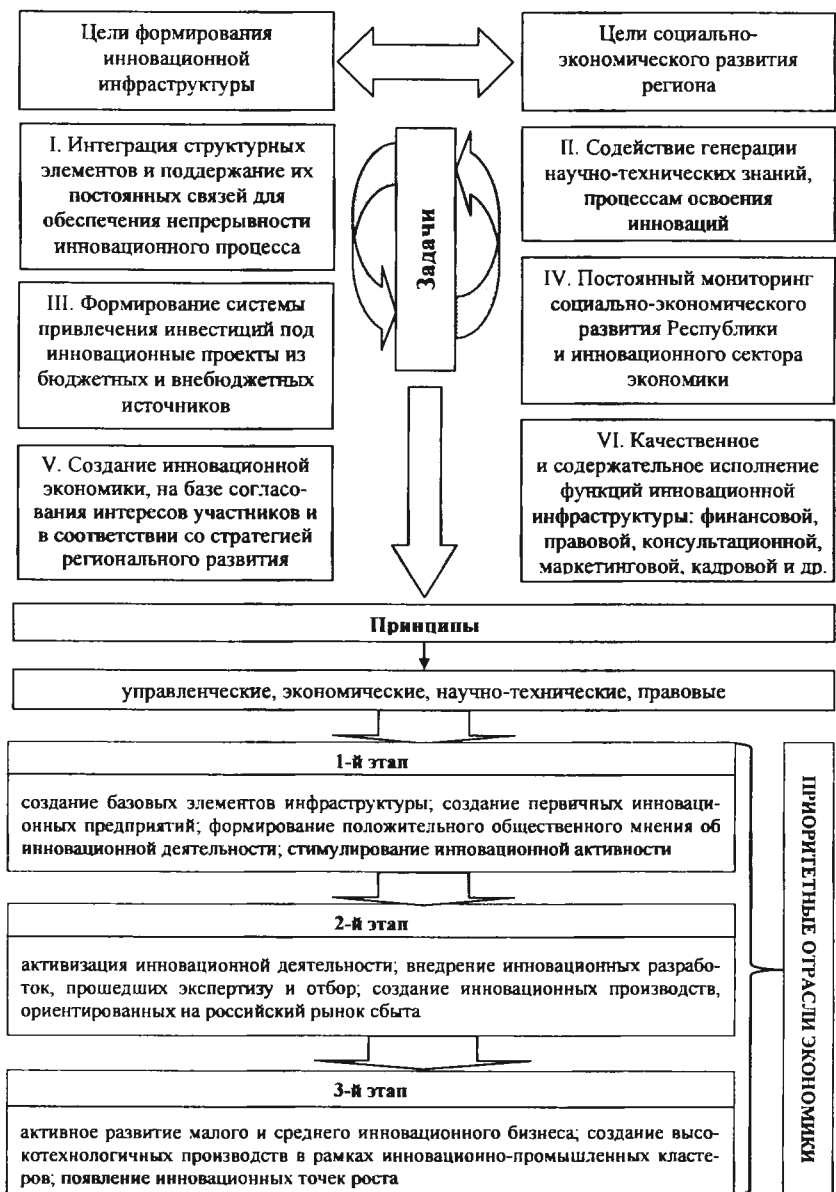 Цели формирования
инновационной
инфраструктуры
Цели социально-
экономического развития
региона
I. Интеграция структурных
элементов и поддержание их
постоянных связей для
обеспечения непрерывности
инновационного процесса
Задачи
II. Содействие генерации
научно-технических знаний,
процессам освоения
инноваций
III. Формирование системы
привлечения инвестиций под
инновационные проекты из
бюджетных и внебюджетных
источников
IV. Постоянный мониторинг
социально-экономического
развития Республики
и инновационного сектора
экономики
V. Создание инновационной
экономики, на базе согласо-
вания интересов участников и
в соответствии со стратегией
регионального развития
VI. Качественное
и содержательное исполнение
функций инновационной
инфраструктуры: финансовой,
правовой, консультационной,
маркетинговой, кадровой и др.
Принципы
управленческие, экономические, научно-технические, правовые
1-й этап
создание базовых элементов инфраструктуры; создание первичных инноваци-
онных предприятий; формирование положительного общественного мнения об
инновационной деятельности; стимулирование инновационной активности
2-й этап
активизация инновационной деятельности; внедрение инновационных разрабо-
ток, прошедших экспертизу и отбор; создание инновационных производств,
ориентированных на российский рынок сбыта
3-й этап
активное развитие малого и среднего инновационного бизнеса; создание высо-
котехнологичных производств в рамках инновационно-промышленных класте-
ров; появление инновационных точек роста
ПРИОРИТЕТНЫЕ ОТРАСЛИ ЭКОНОМИКИ